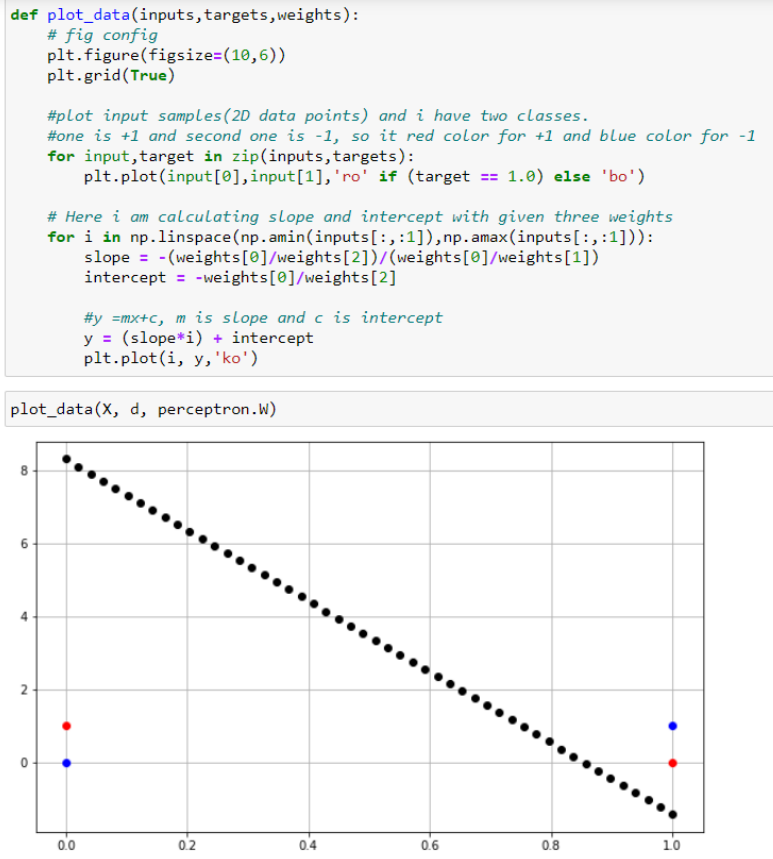 def plot_data(inputs,targets,weights):
# fig config
plt.figure(figsize=(10,6))
plt.grid(True)
#plot input samples(2D data points) and i have two classes.
#one is +1 and second one is -1, so it red color for +1 and blue color for -1
for input,target in zip(inputs,targets):
plt.plot(input[0],input[1],'ro' if (target == 1.0) else 'bo')
# Here i am calculating slope and intercept with given three weights
for i in np.linspace(np.amin(inputs[:,:1]),np.amax(inputs[:,:1])):
slope = -(weights[0]/weights[2])/(weights[0]/weights[1])
intercept = -weights[0]/weights[2]
#y =mx+c, m is slope and c is intercept
y = (slope*i) + intercept
plt.plot(i, y,'ko')
plot_data(X, d, perceptron.W)
8
6
4
2
0
0.0 0.2 0.4 0.6 0.8 1.0